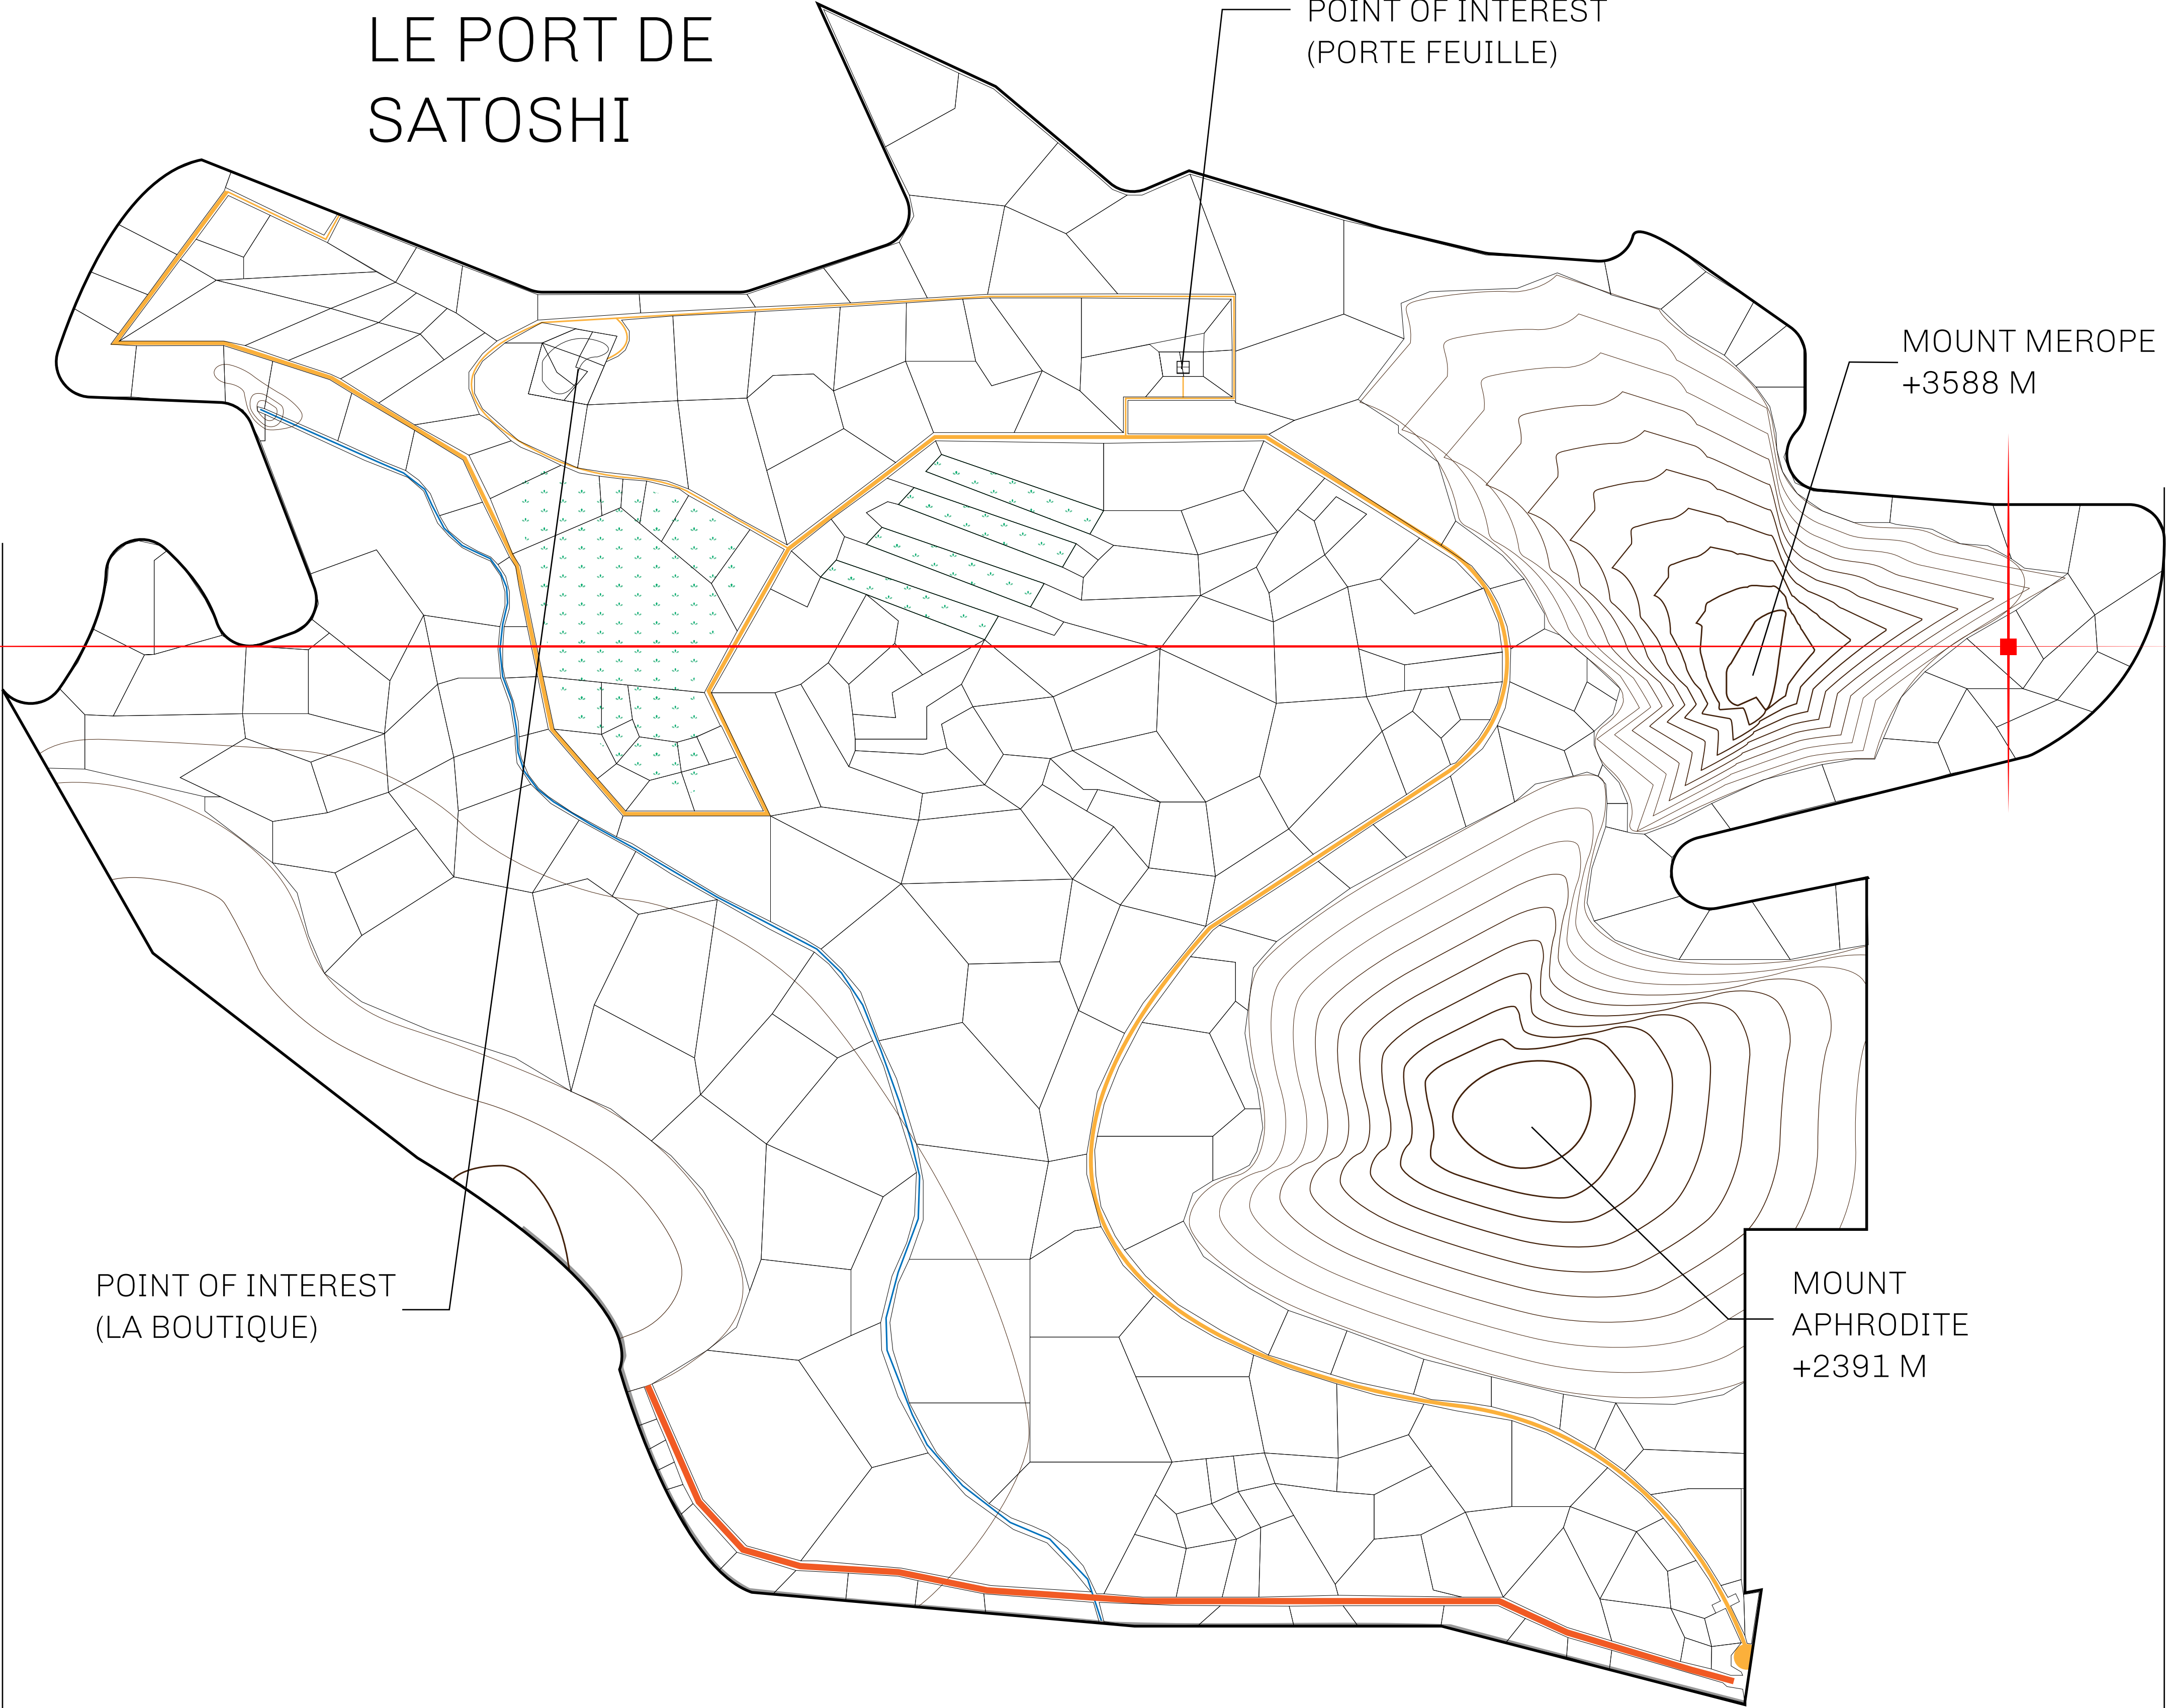 LE PORT DE
SATOSHI
POINT OF INTEREST
(PORTE FEUILLE)
MOUNT MEROPE
+3588 M
POINT OF INTEREST
(LA BOUTIQUE)
MOUNT
APHRODITE
+2391 M